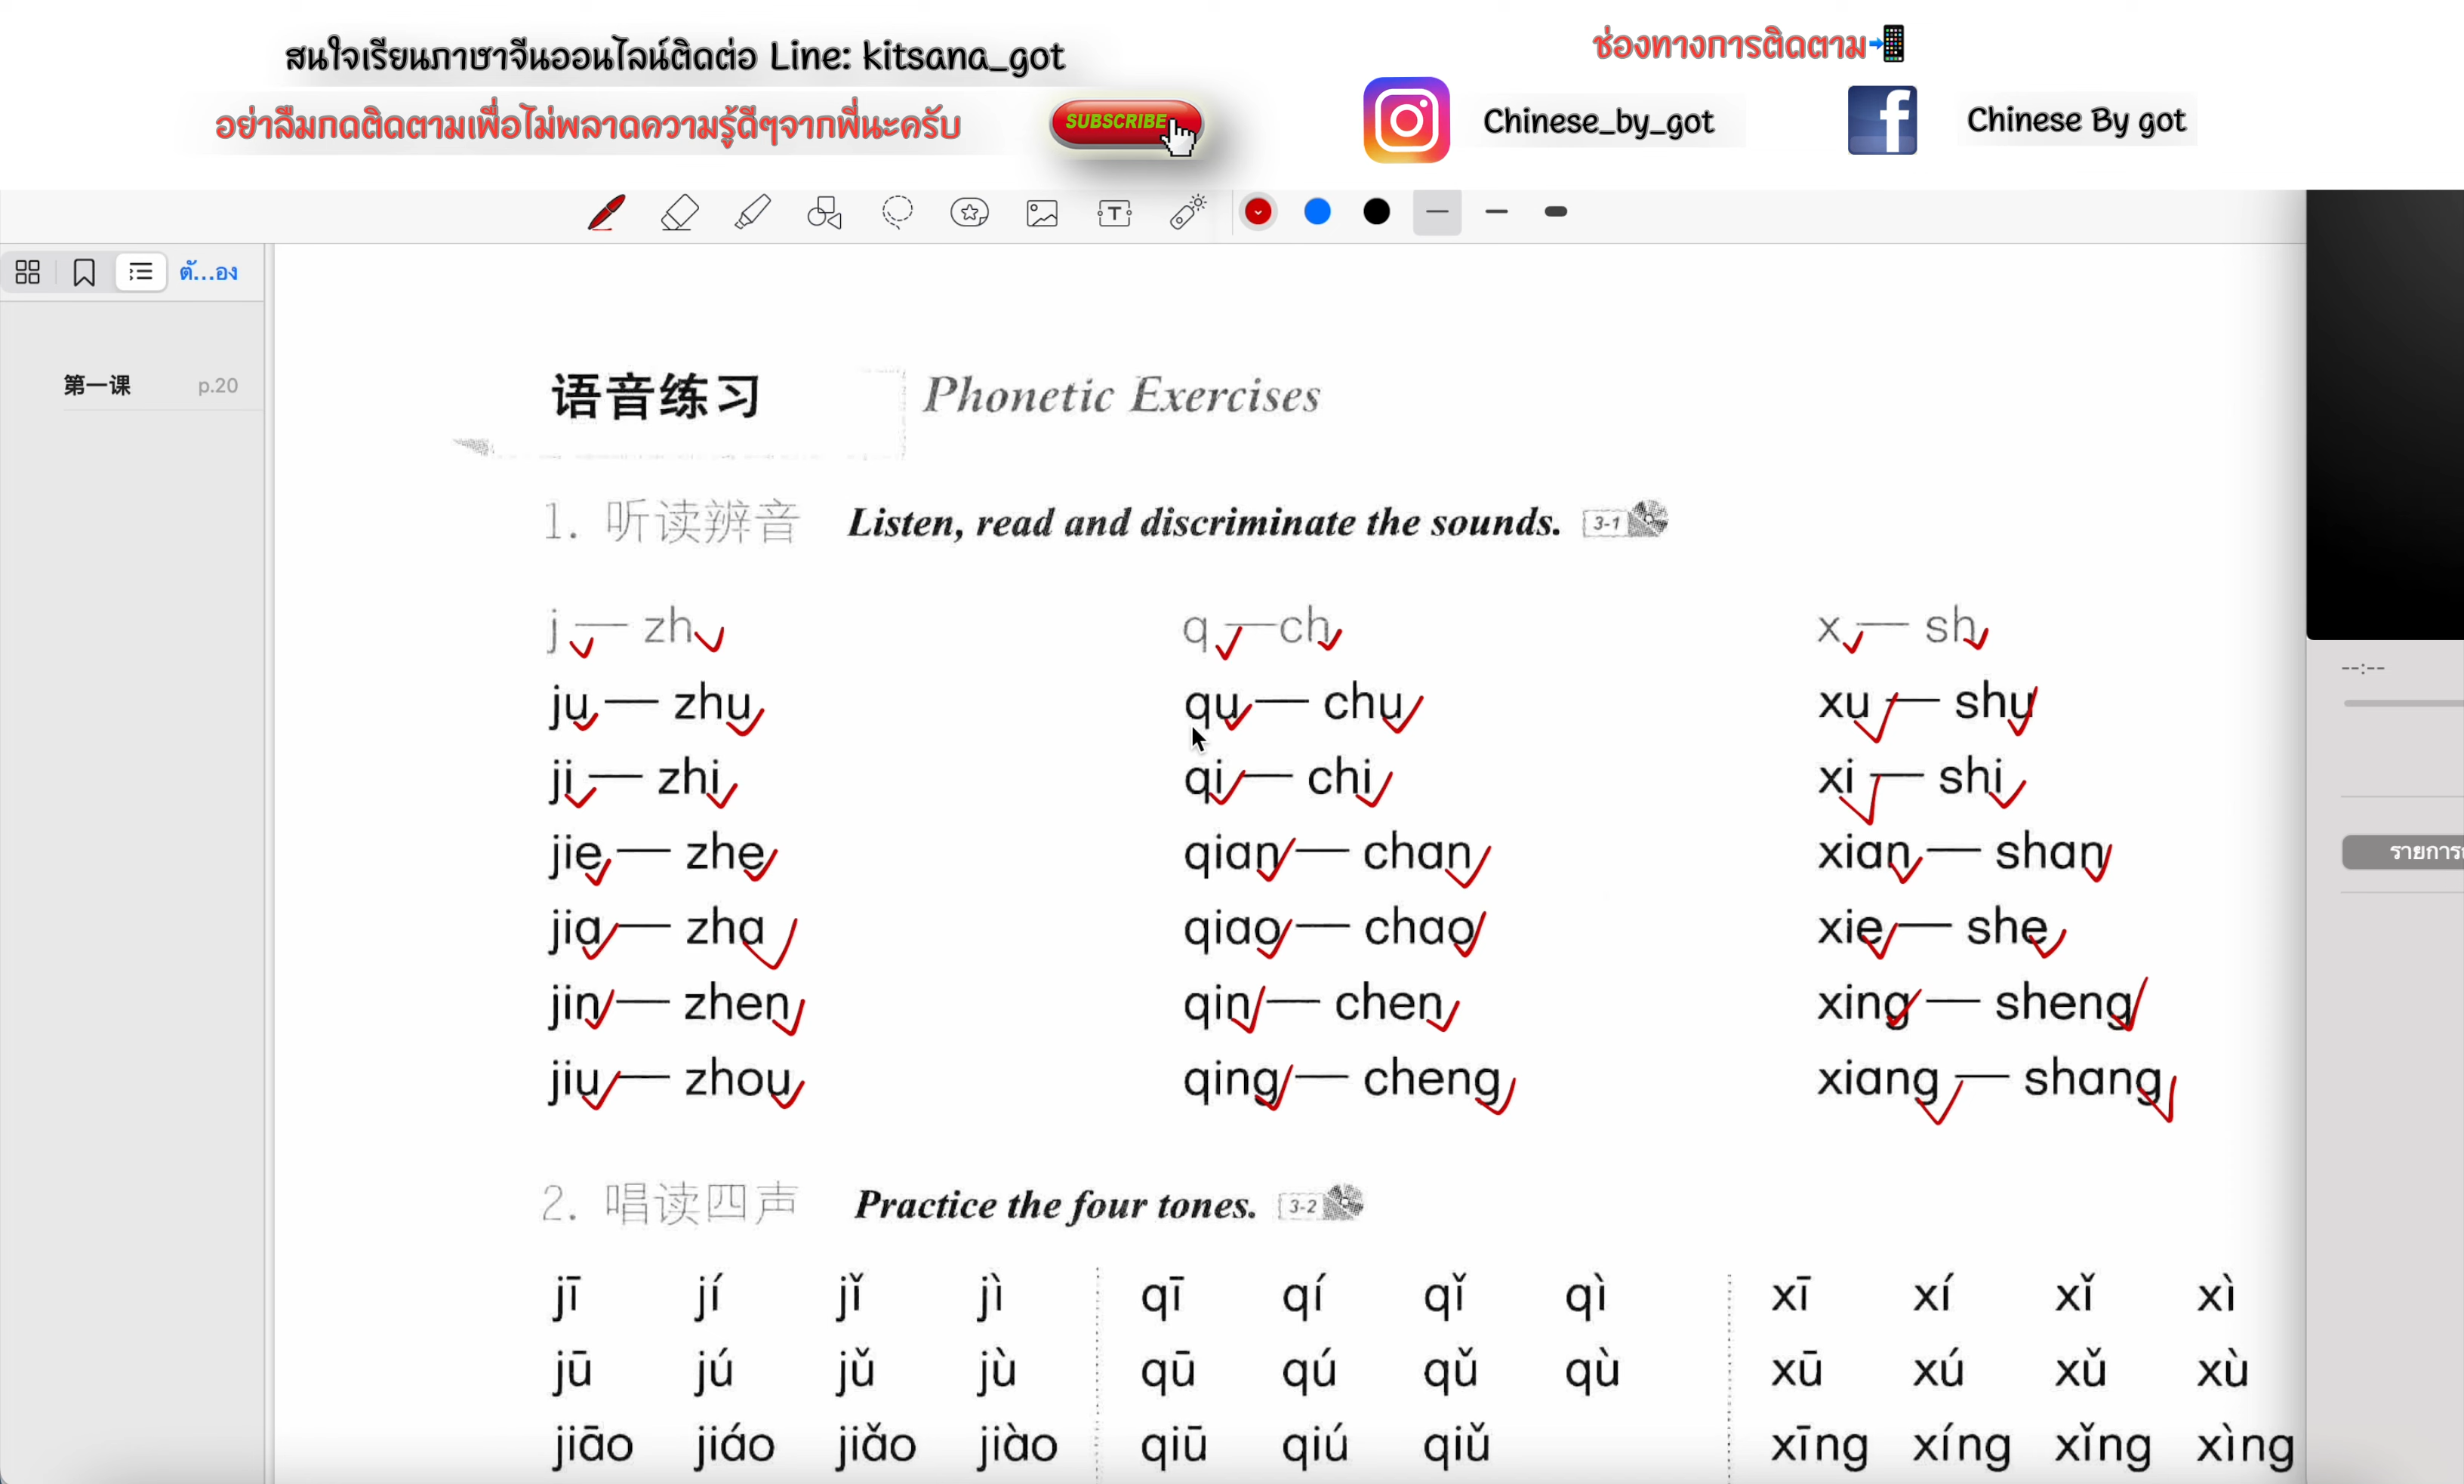 สนใจเรียนภาษาจีนออนไลน์ติดต่อ Line: kitsana_got
ช่องทางการติดตาม
อย่าลืมกดติดตามเพื่อไม่พลาดความรู้ดีๆจากพี่นะครับ
SUBSCRIBE
Chinese_by_got
Chinese By got
ตั...อง
第一课 p.20
语音练习 Phonetic Exercises
1. 听读辨音 Listen, read and discriminate the sounds. 3-1
j — zh q — ch x — sh
ju — zhu qu — chu xu — shu
ji — zhi qi — chi xi — shi
jie — zhe qian — chan xian — shan
jia — zha qiao — chao xie — she
jin — zhen qin — chen xing — sheng
jiu — zhou qing — cheng xiang — shang
--:--
2. 唱读四声 Practice the four tones. 3-2
jī jí jǐ jì qī qí qǐ qì xī xí xǐ xì
jū jú jǔ jù qū qú qǔ qù xū xú xǔ xù
jiāo jiáo jiǎo jiào qiū qiú qiǔ xīng xíng xǐng xìng